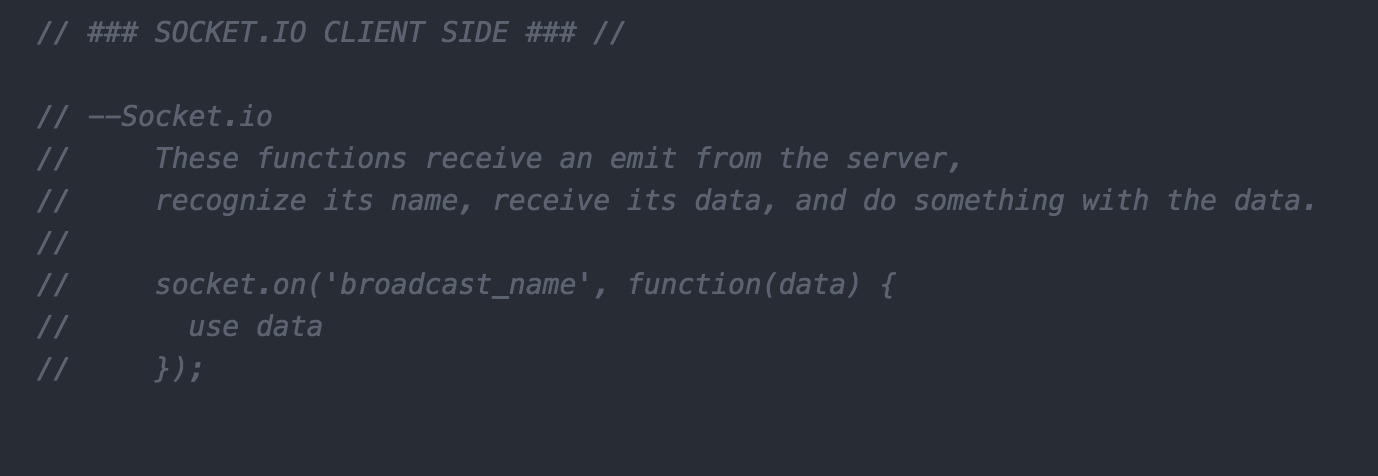 // ### SOCKET.IO CLIENT SIDE ### //
// --Socket.io
//     These functions receive an emit from the server,
//     recognize its name, receive its data, and do something with the data.
//
//     socket.on('broadcast_name', function(data) {
//       use data
//     });